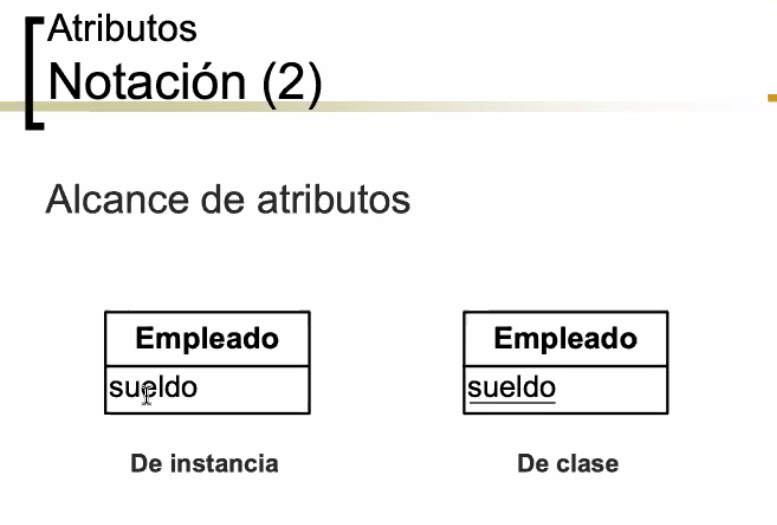 Atributos
Notación (2)
Alcance de atributos
Empleado
sueldo
De instancia
Empleado
sueldo
De clase